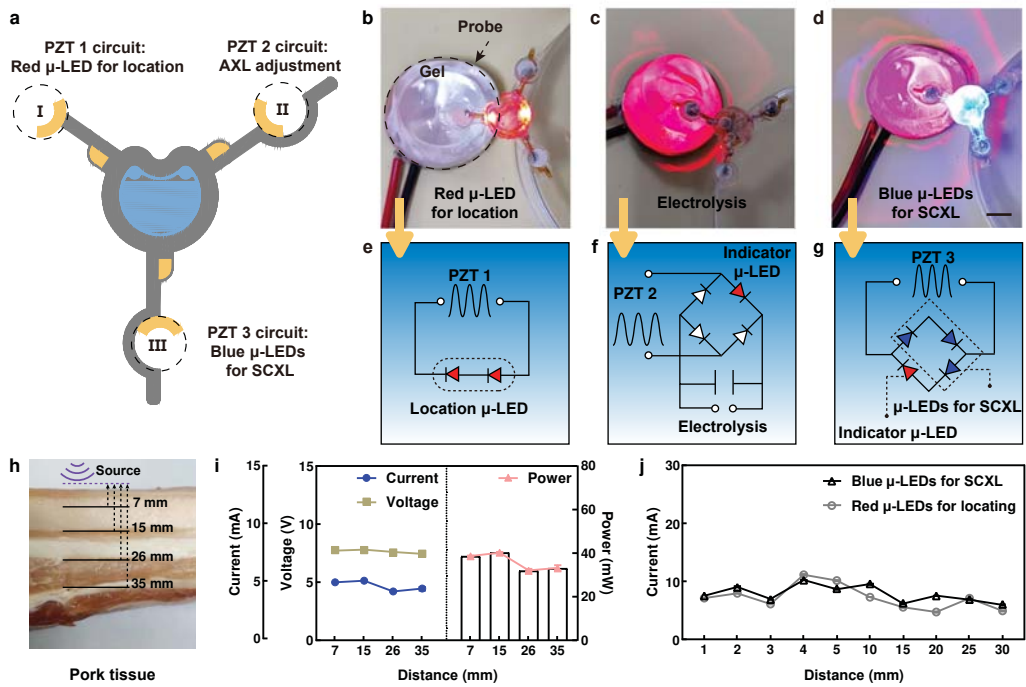 a
PZT 1 circuit:
Red μ-LED for location
PZT 2 circuit:
AXL adjustment
I
II
III
PZT 3 circuit:
Blue μ-LEDs
for SCXL
b
Probe
Gel
Red μ-LED
for location
c
Electrolysis
d
Blue μ-LEDs
for SCXL
e
PZT 1
Location μ-LED
f
Indicator
μ-LED
PZT 2
Electrolysis
g
PZT 3
μ-LEDs for SCXL
Indicator μ-LED
h
Source
7 mm
15 mm
26 mm
35 mm
Pork tissue
i
Current (mA)
15
10
5
0
Voltage (V)
15
10
5
0
Current
Voltage
Power
Power (mW)
80
60
40
20
0
7 15 26 35 7 15 26 35
Distance (mm)
j
Current (mA)
30
20
10
0
Blue μ-LEDs for SCXL
Red μ-LEDs for locating
1 2 3 4 5 10 15 20 25 30
Distance (mm)